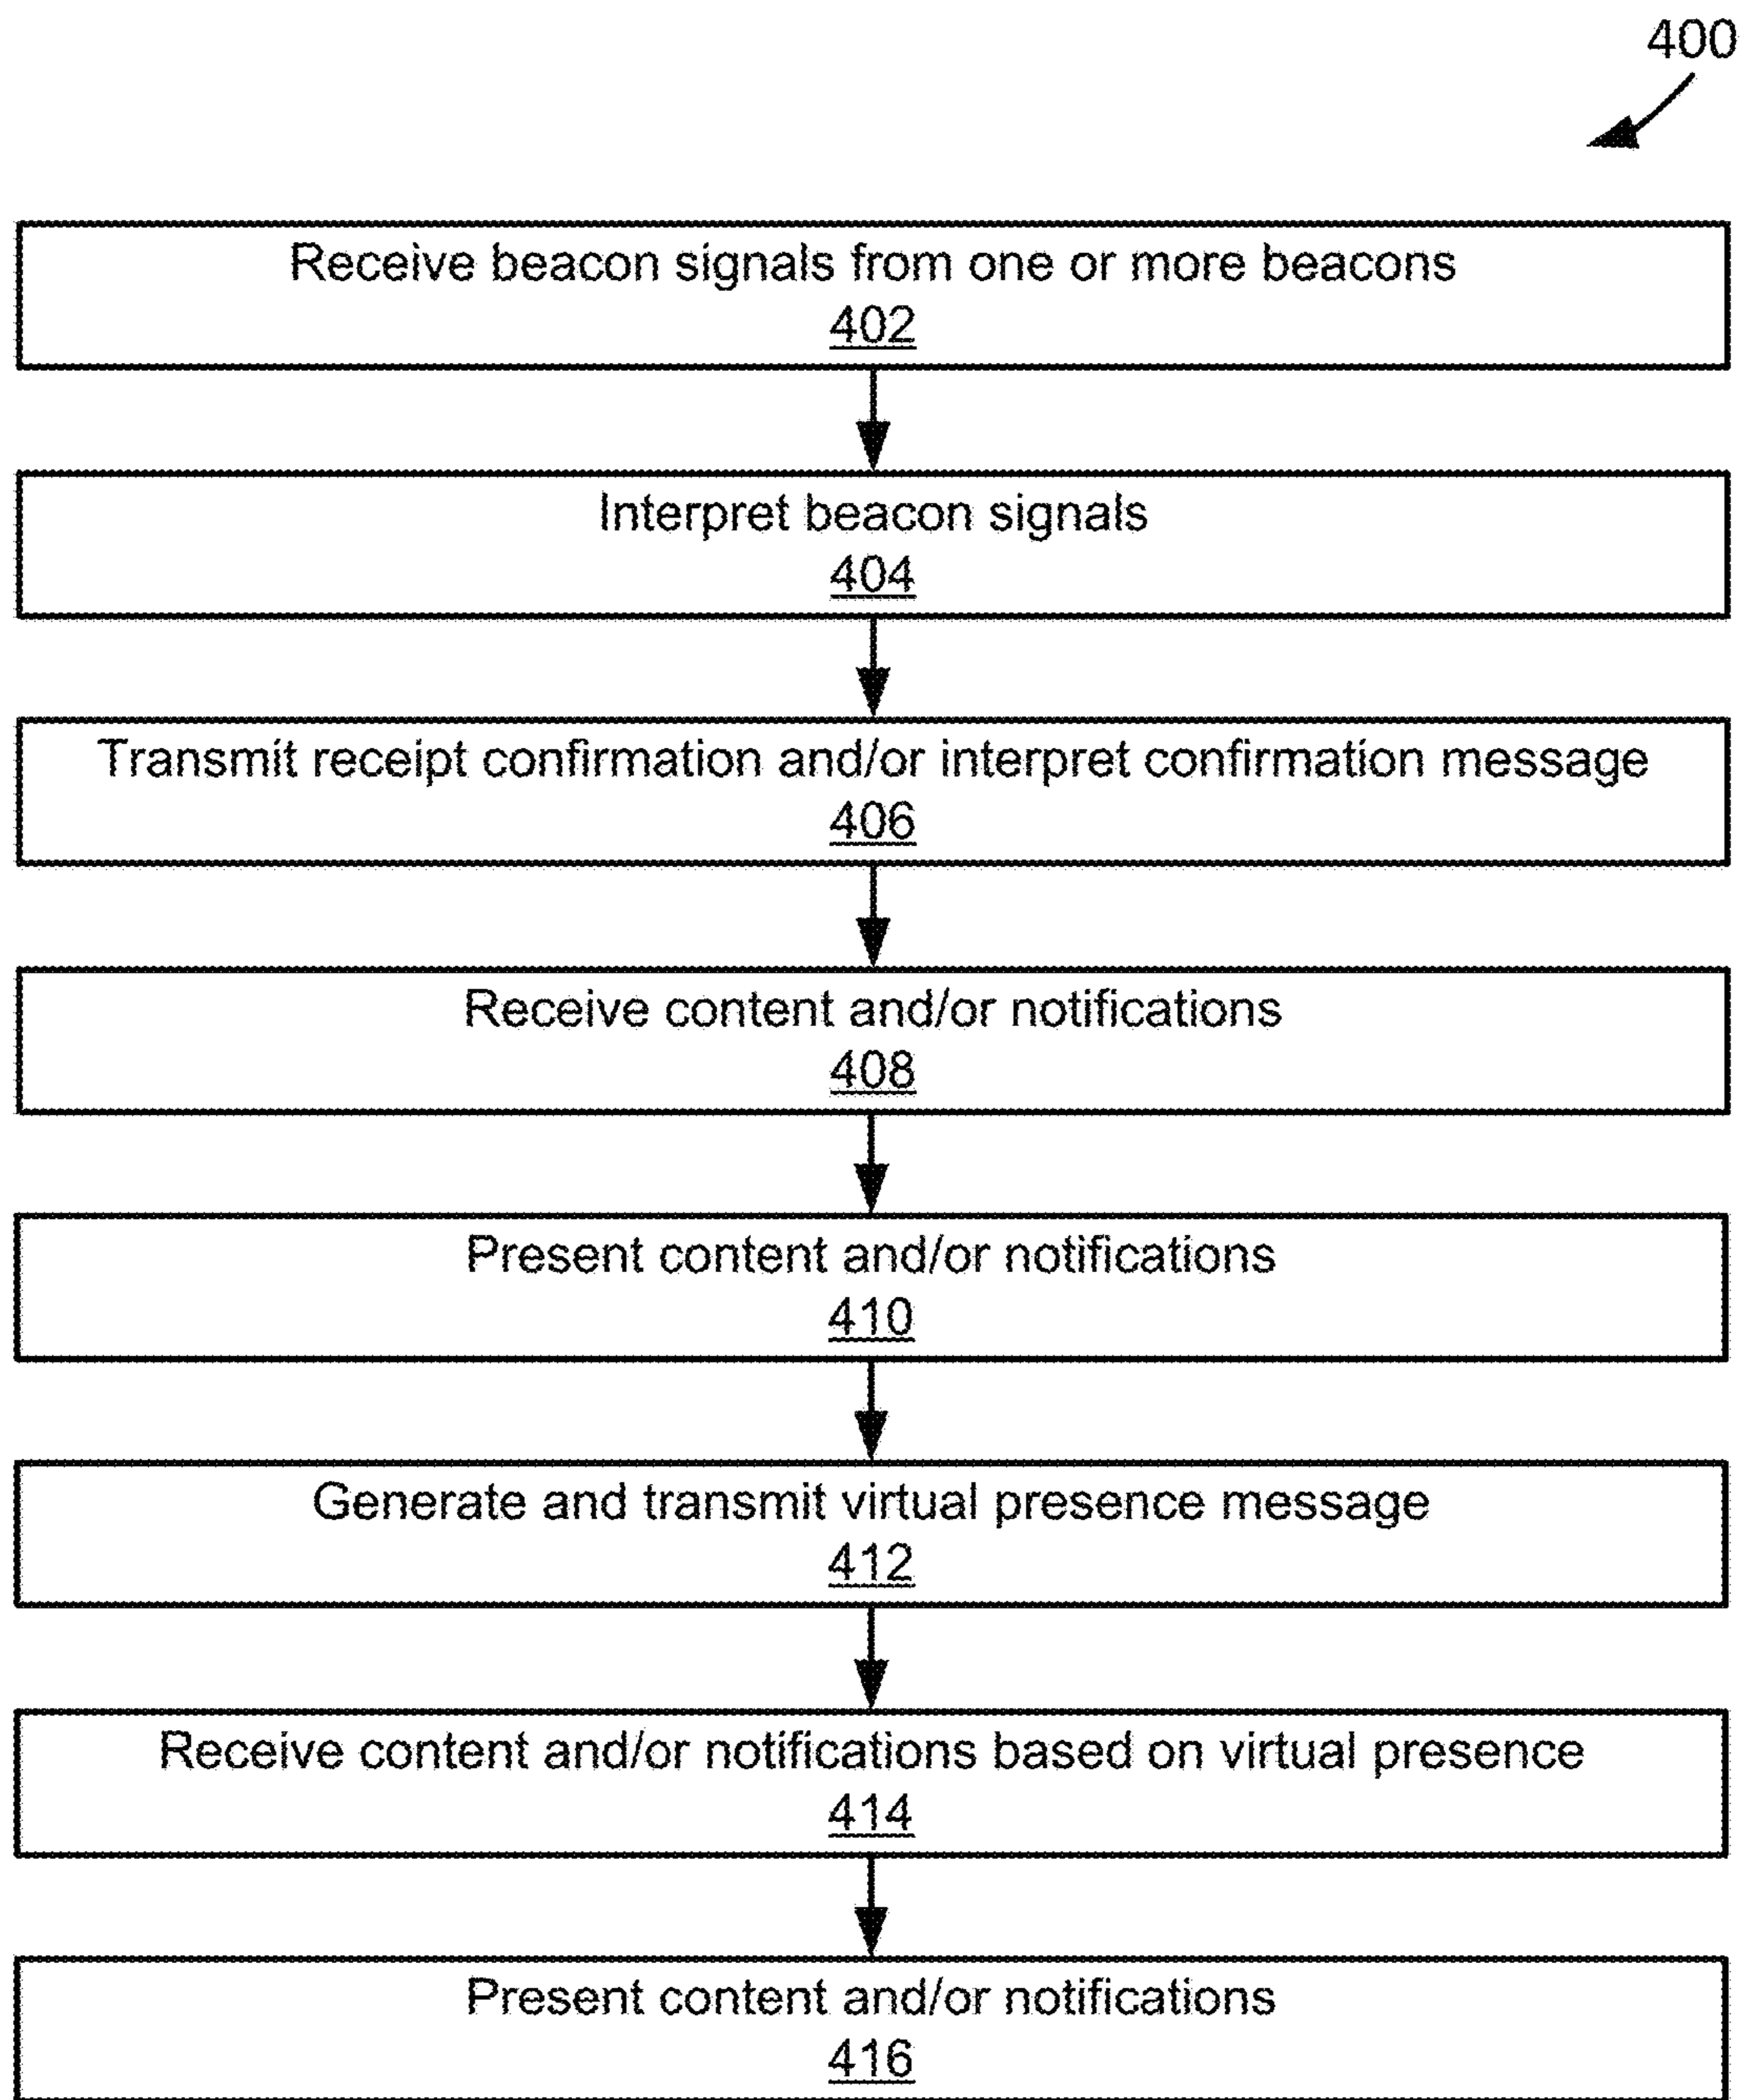 400
Receive beacon signals from one or more beacons
402
Interpret beacon signals
404
Transmit receipt confirmation and/or interpret confirmation message
406
Receive content and/or notifications
408
Present content and/or notifications
410
Generate and transmit virtual presence message
412
Receive content and/or notifications based on virtual presence
414
Present content and/or notifications
416